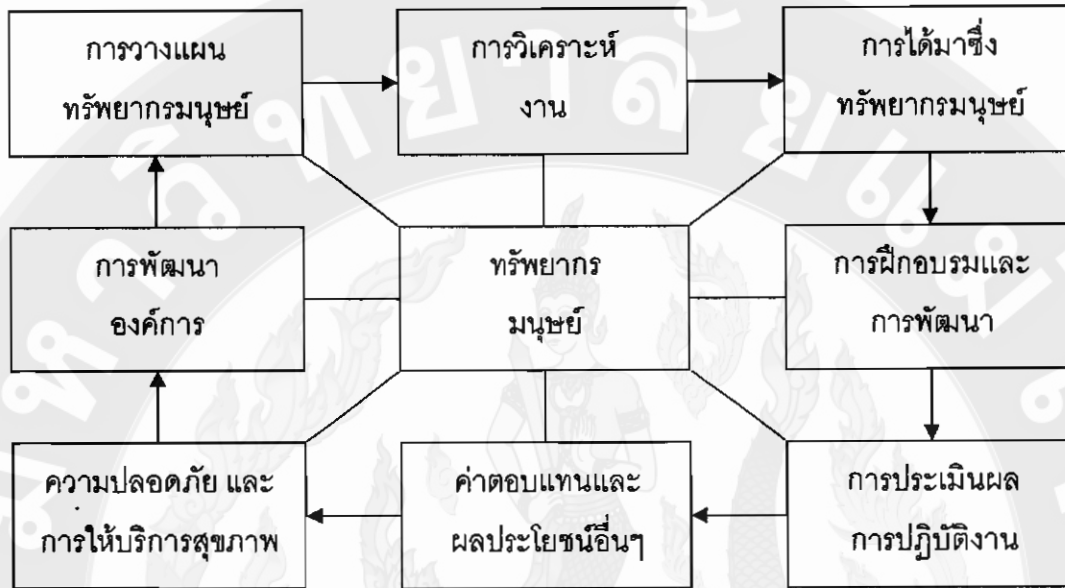 การวางแผน
ทรัพยากรมนุษย์
การวิเคราะห์
งาน
การได้มาซึ่ง
ทรัพยากรมนุษย์
การพัฒนา
องค์การ
ทรัพยากร
มนุษย์
การฝึกอบรมและ
การพัฒนา
ความปลอดภัย และ
การให้บริการสุขภาพ
ค่าตอบแทนและ
ผลประโยชน์อื่นๆ
การประเมินผล
การปฏิบัติงาน